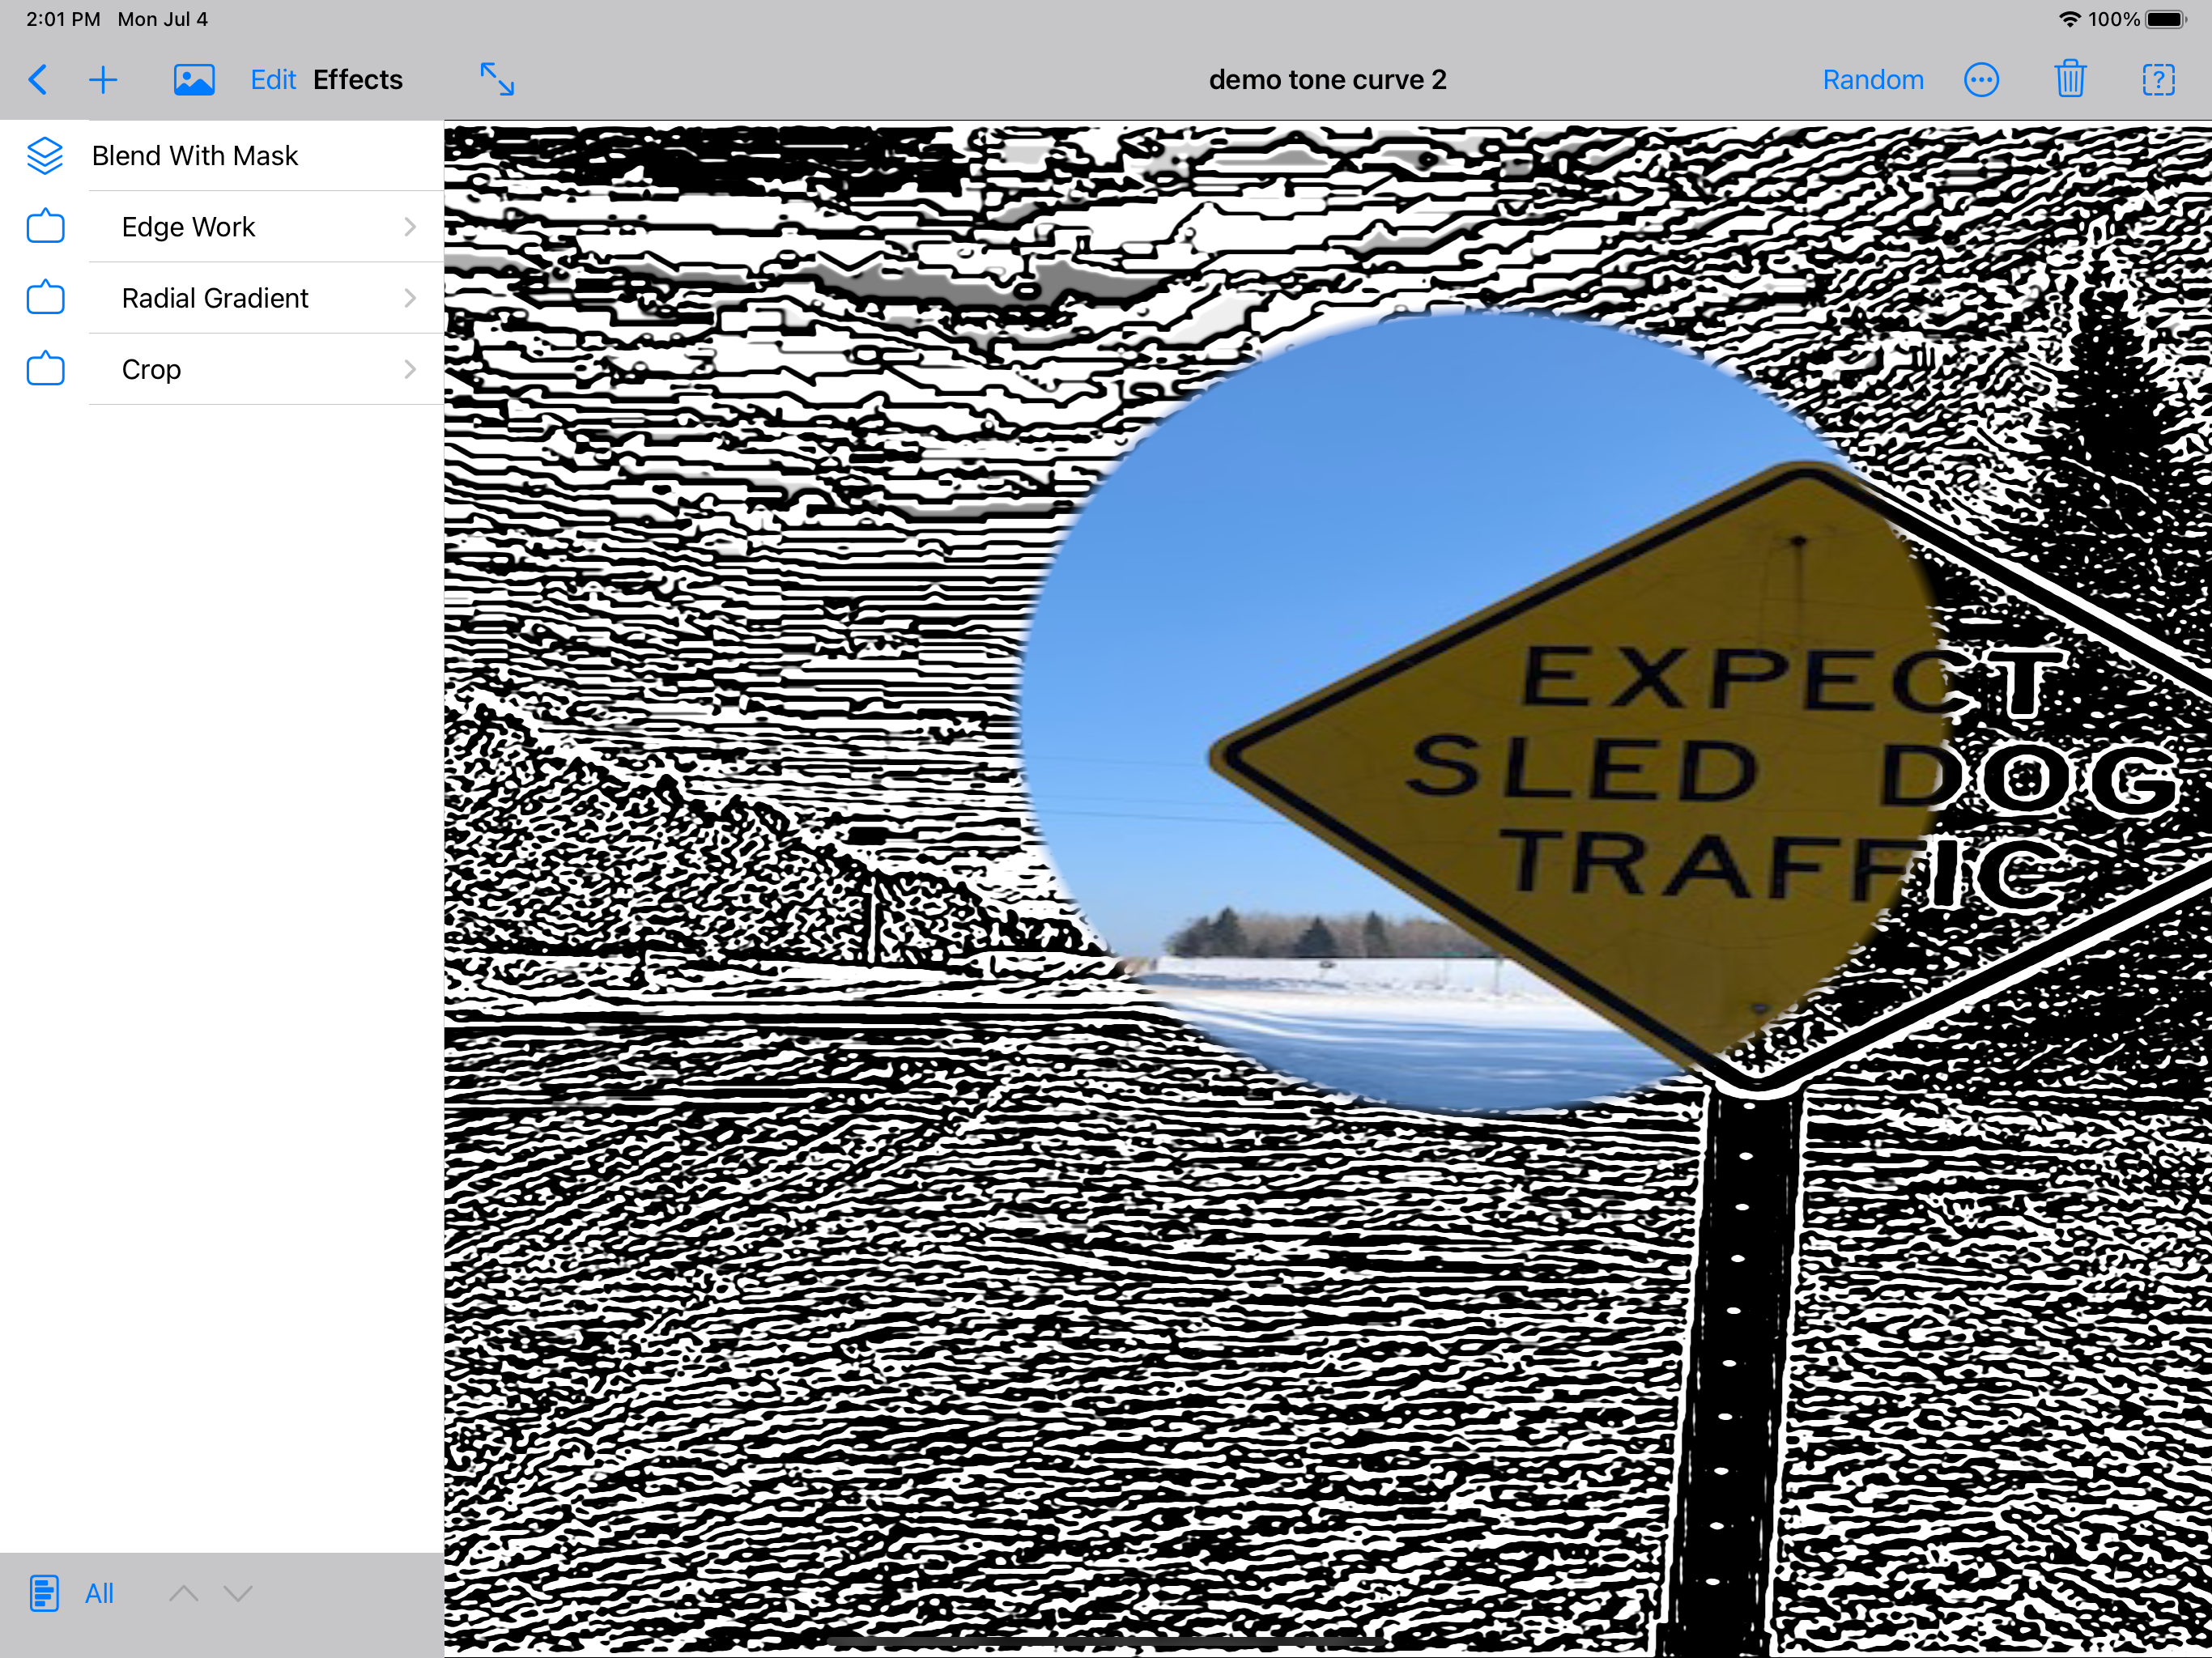 2:01 PM Mon Jul 4
100%
Edit Effects
demo tone curve 2
Random
Blend With Mask
Edge Work
Radial Gradient
Crop
EXPECT
SLED DOG
TRAFFIC
All